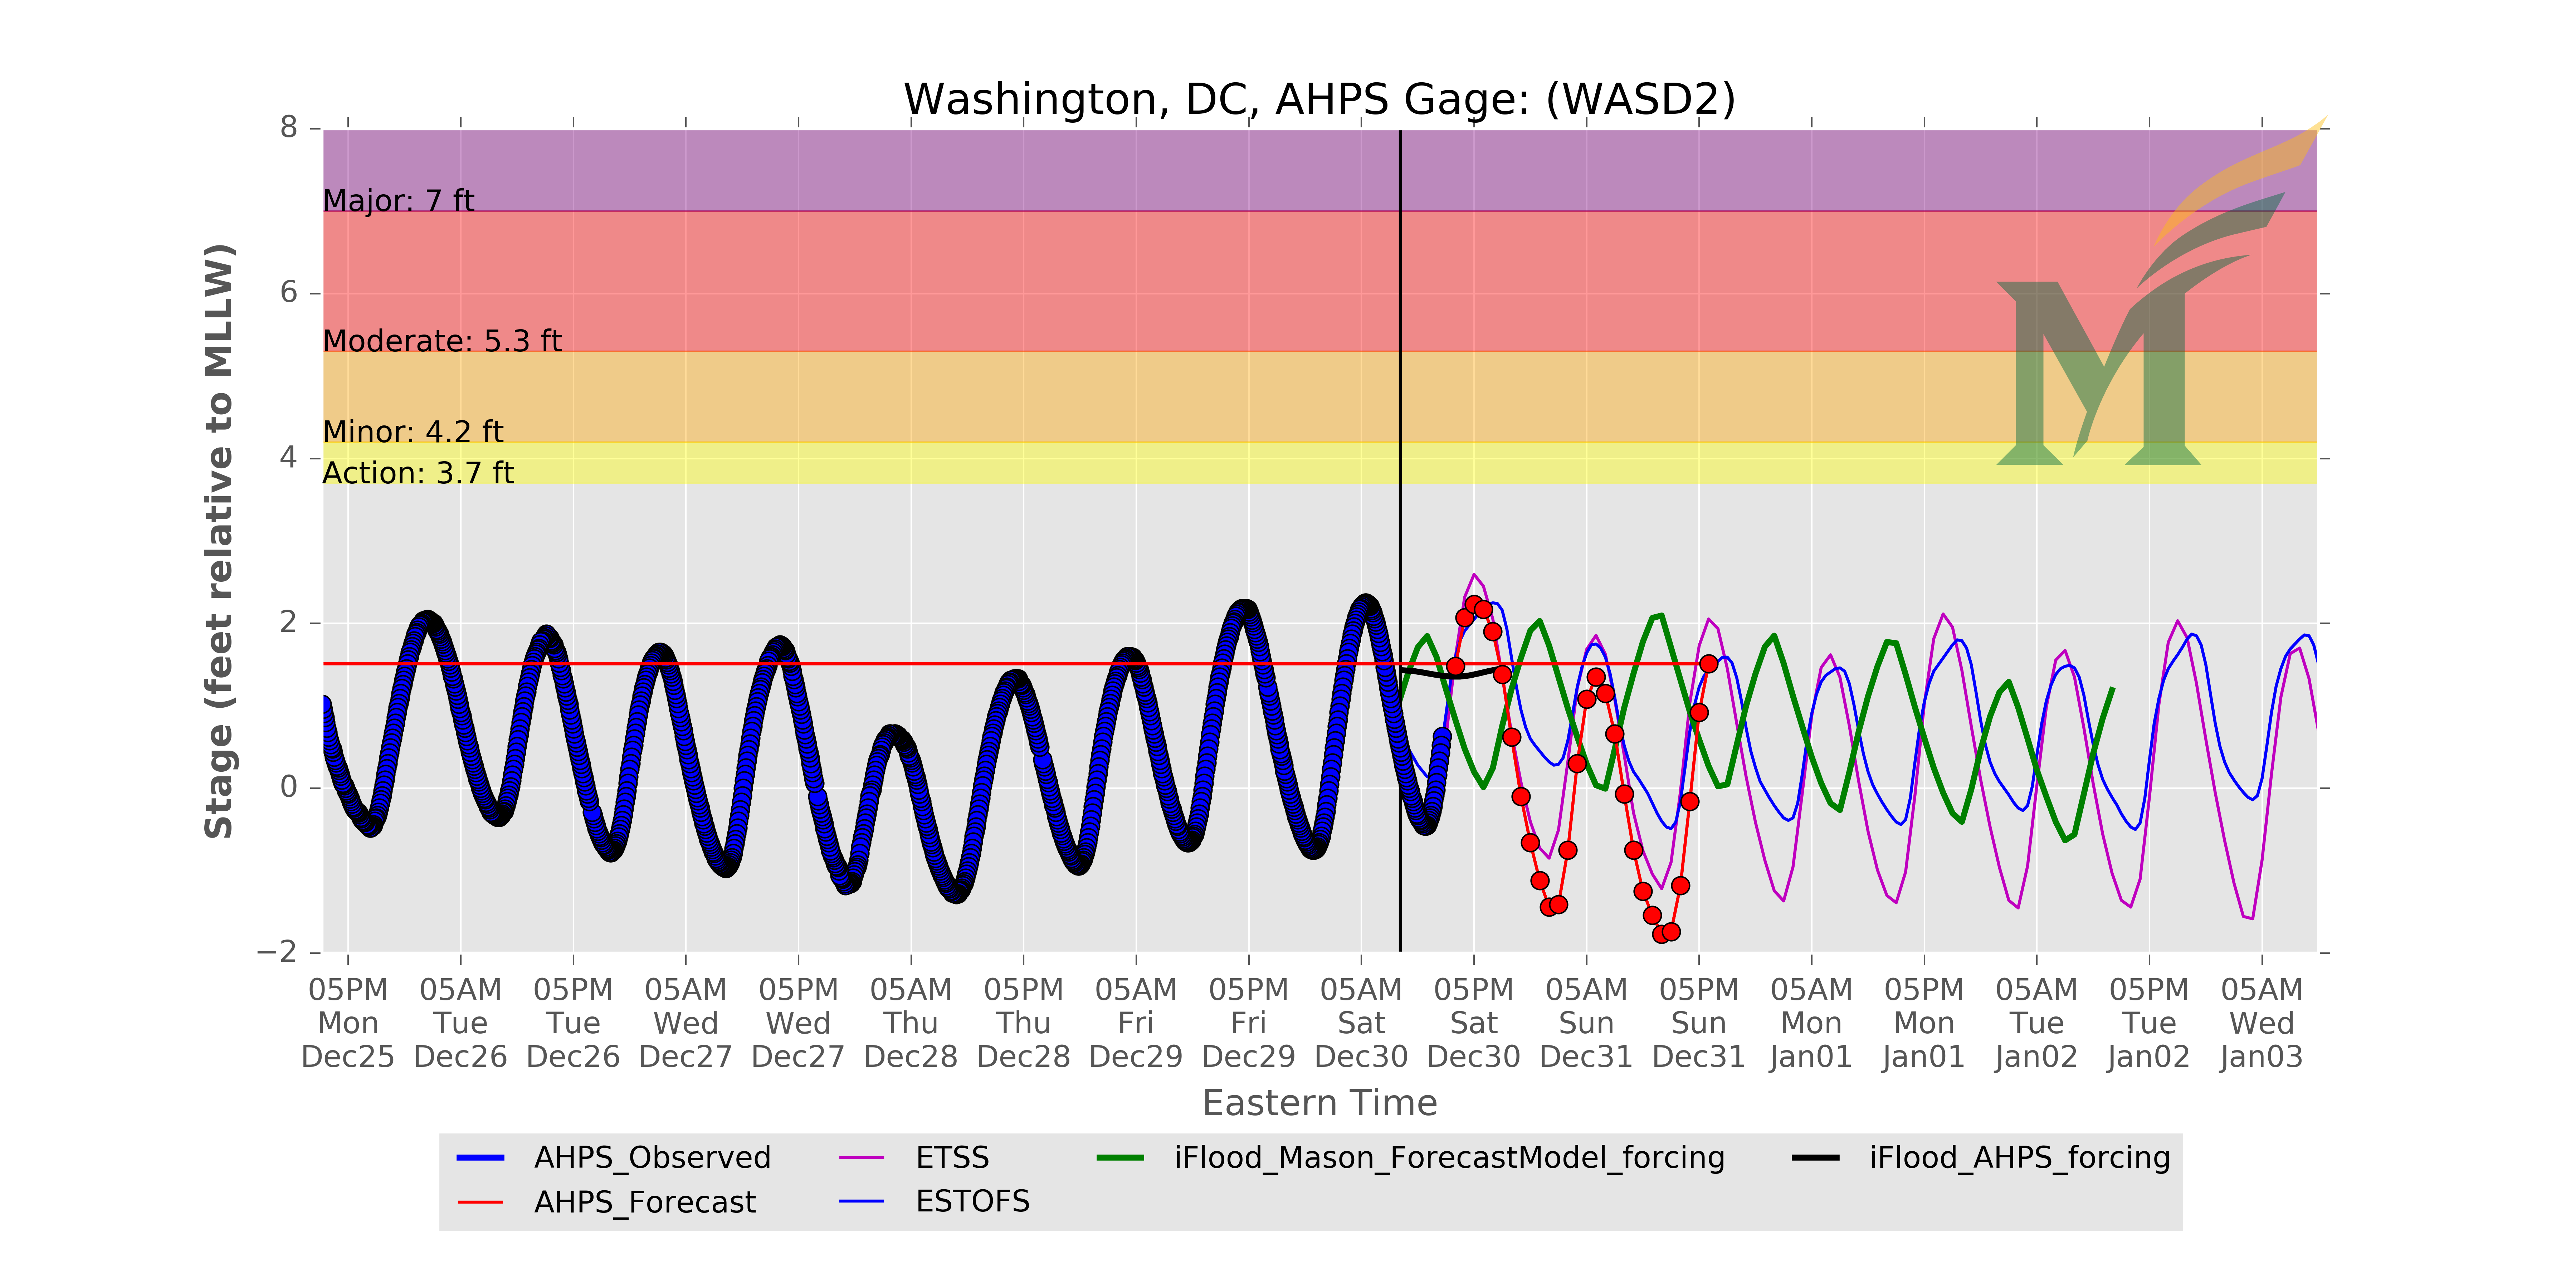 Washington, DC, AHPS Gage: (WASD2)
Stage (feet relative to MLLW)
8
6
4
2
0
−2
Major: 7 ft
Moderate: 5.3 ft
Minor: 4.2 ft
Action: 3.7 ft
M
05PM 05AM 05PM 05AM 05PM 05AM 05PM 05AM 05PM 05AM 05PM 05AM 05PM 05AM 05PM 05AM 05PM 05AM
Mon Tue Tue Wed Wed Thu Thu Fri Fri Sat Sat Sun Sun Mon Mon Tue Tue Wed
Dec25 Dec26 Dec26 Dec27 Dec27 Dec28 Dec28 Dec29 Dec29 Dec30 Dec30 Dec31 Dec31 Jan01 Jan01 Jan02 Jan02 Jan03
Eastern Time
AHPS_Observed ETSS iFlood_Mason_ForecastModel_forcing iFlood_AHPS_forcing
AHPS_Forecast ESTOFS